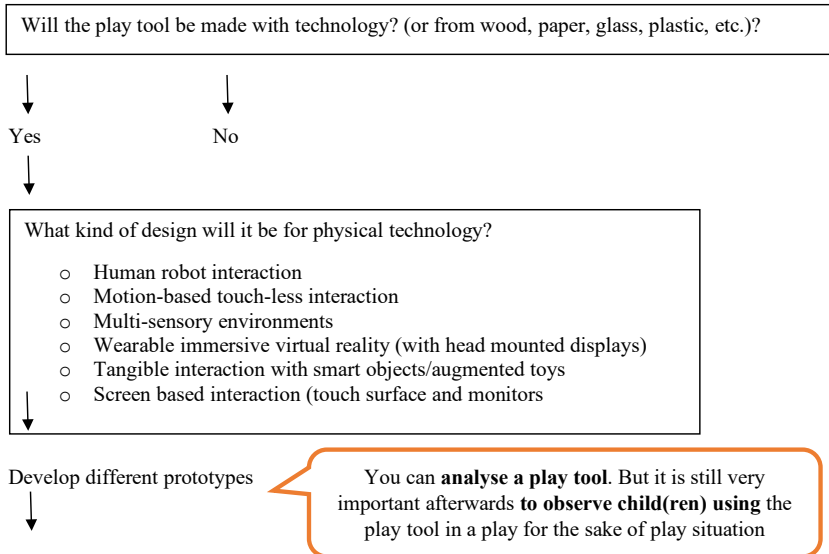 Will the play tool be made with technology? (or from wood, paper, glass, plastic, etc.)?
Yes
No
What kind of design will it be for physical technology?
o Human robot interaction
o Motion-based touch-less interaction
o Multi-sensory environments
o Wearable immersive virtual reality (with head mounted displays)
o Tangible interaction with smart objects/augmented toys
o Screen based interaction (touch surface and monitors
Develop different prototypes
You can analyse a play tool. But it is still very
important afterwards to observe child(ren) using the
play tool in a play for the sake of play situation